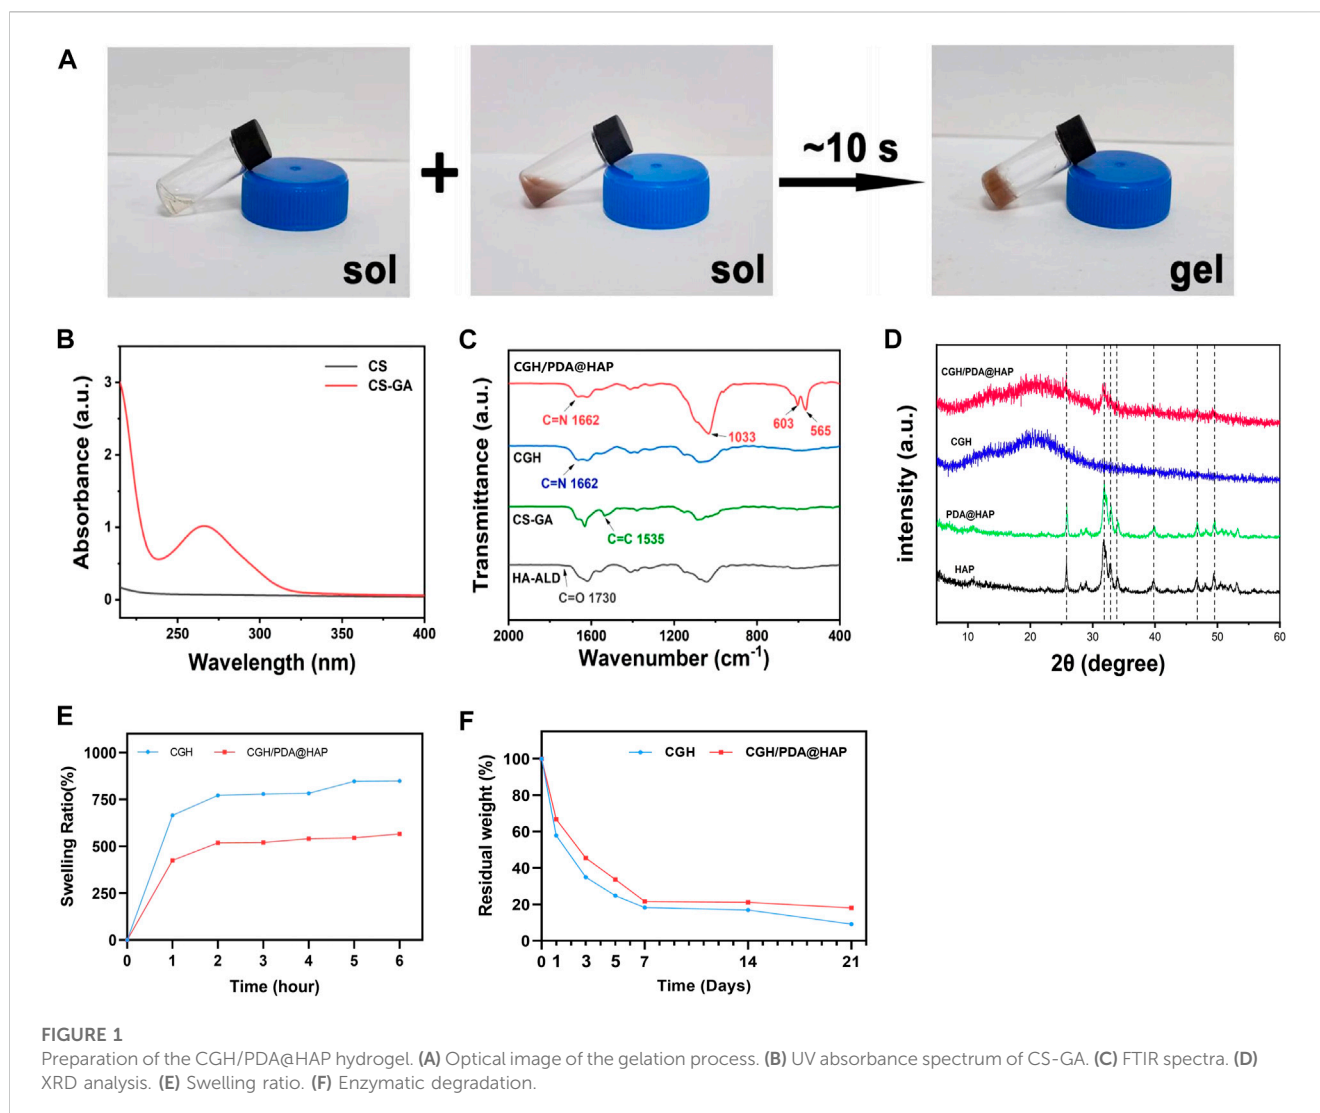 A
sol
+
sol
~10 s
gel
B
Absorbance (a.u.)
3
2
1
0
CS
CS-GA
250
300
350
400
Wavelength (nm)
C
Transmittance (a.u.)
CGH/PDA@HAP
C=N 1662
1033
603
565
CGH
C=N 1662
CS-GA
C=C 1535
HA-ALD
C=O 1730
2000
1600
1200
800
400
Wavenumber (cm⁻¹)
D
intensity (a.u.)
CGH/PDA@HAP
CGH
PDA@HAP
HAP
10
20
30
40
50
60
2θ (degree)
E
Swelling Ratio(%)
1000
750
500
250
0
CGH
CGH/PDA@HAP
0
1
2
3
4
5
6
Time (hour)
F
Residual weight (%)
100
80
60
40
20
0
CGH
CGH/PDA@HAP
0
1
3
5
7
14
21
Time (Days)
FIGURE 1
Preparation of the CGH/PDA@HAP hydrogel. (A) Optical image of the gelation process. (B) UV absorbance spectrum of CS-GA. (C) FTIR spectra. (D)
XRD analysis. (E) Swelling ratio. (F) Enzymatic degradation.